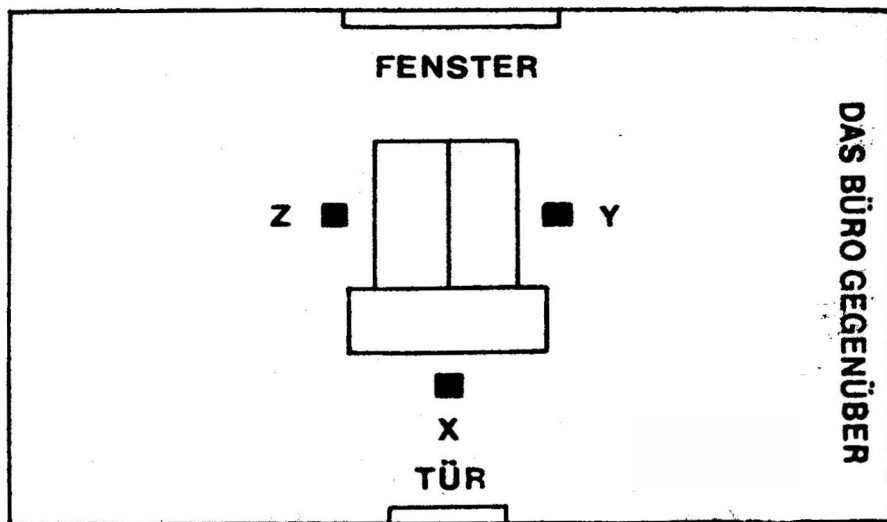 FENSTER
Z
Y
X
TÜR
DAS BÜRO GEGENÜBER